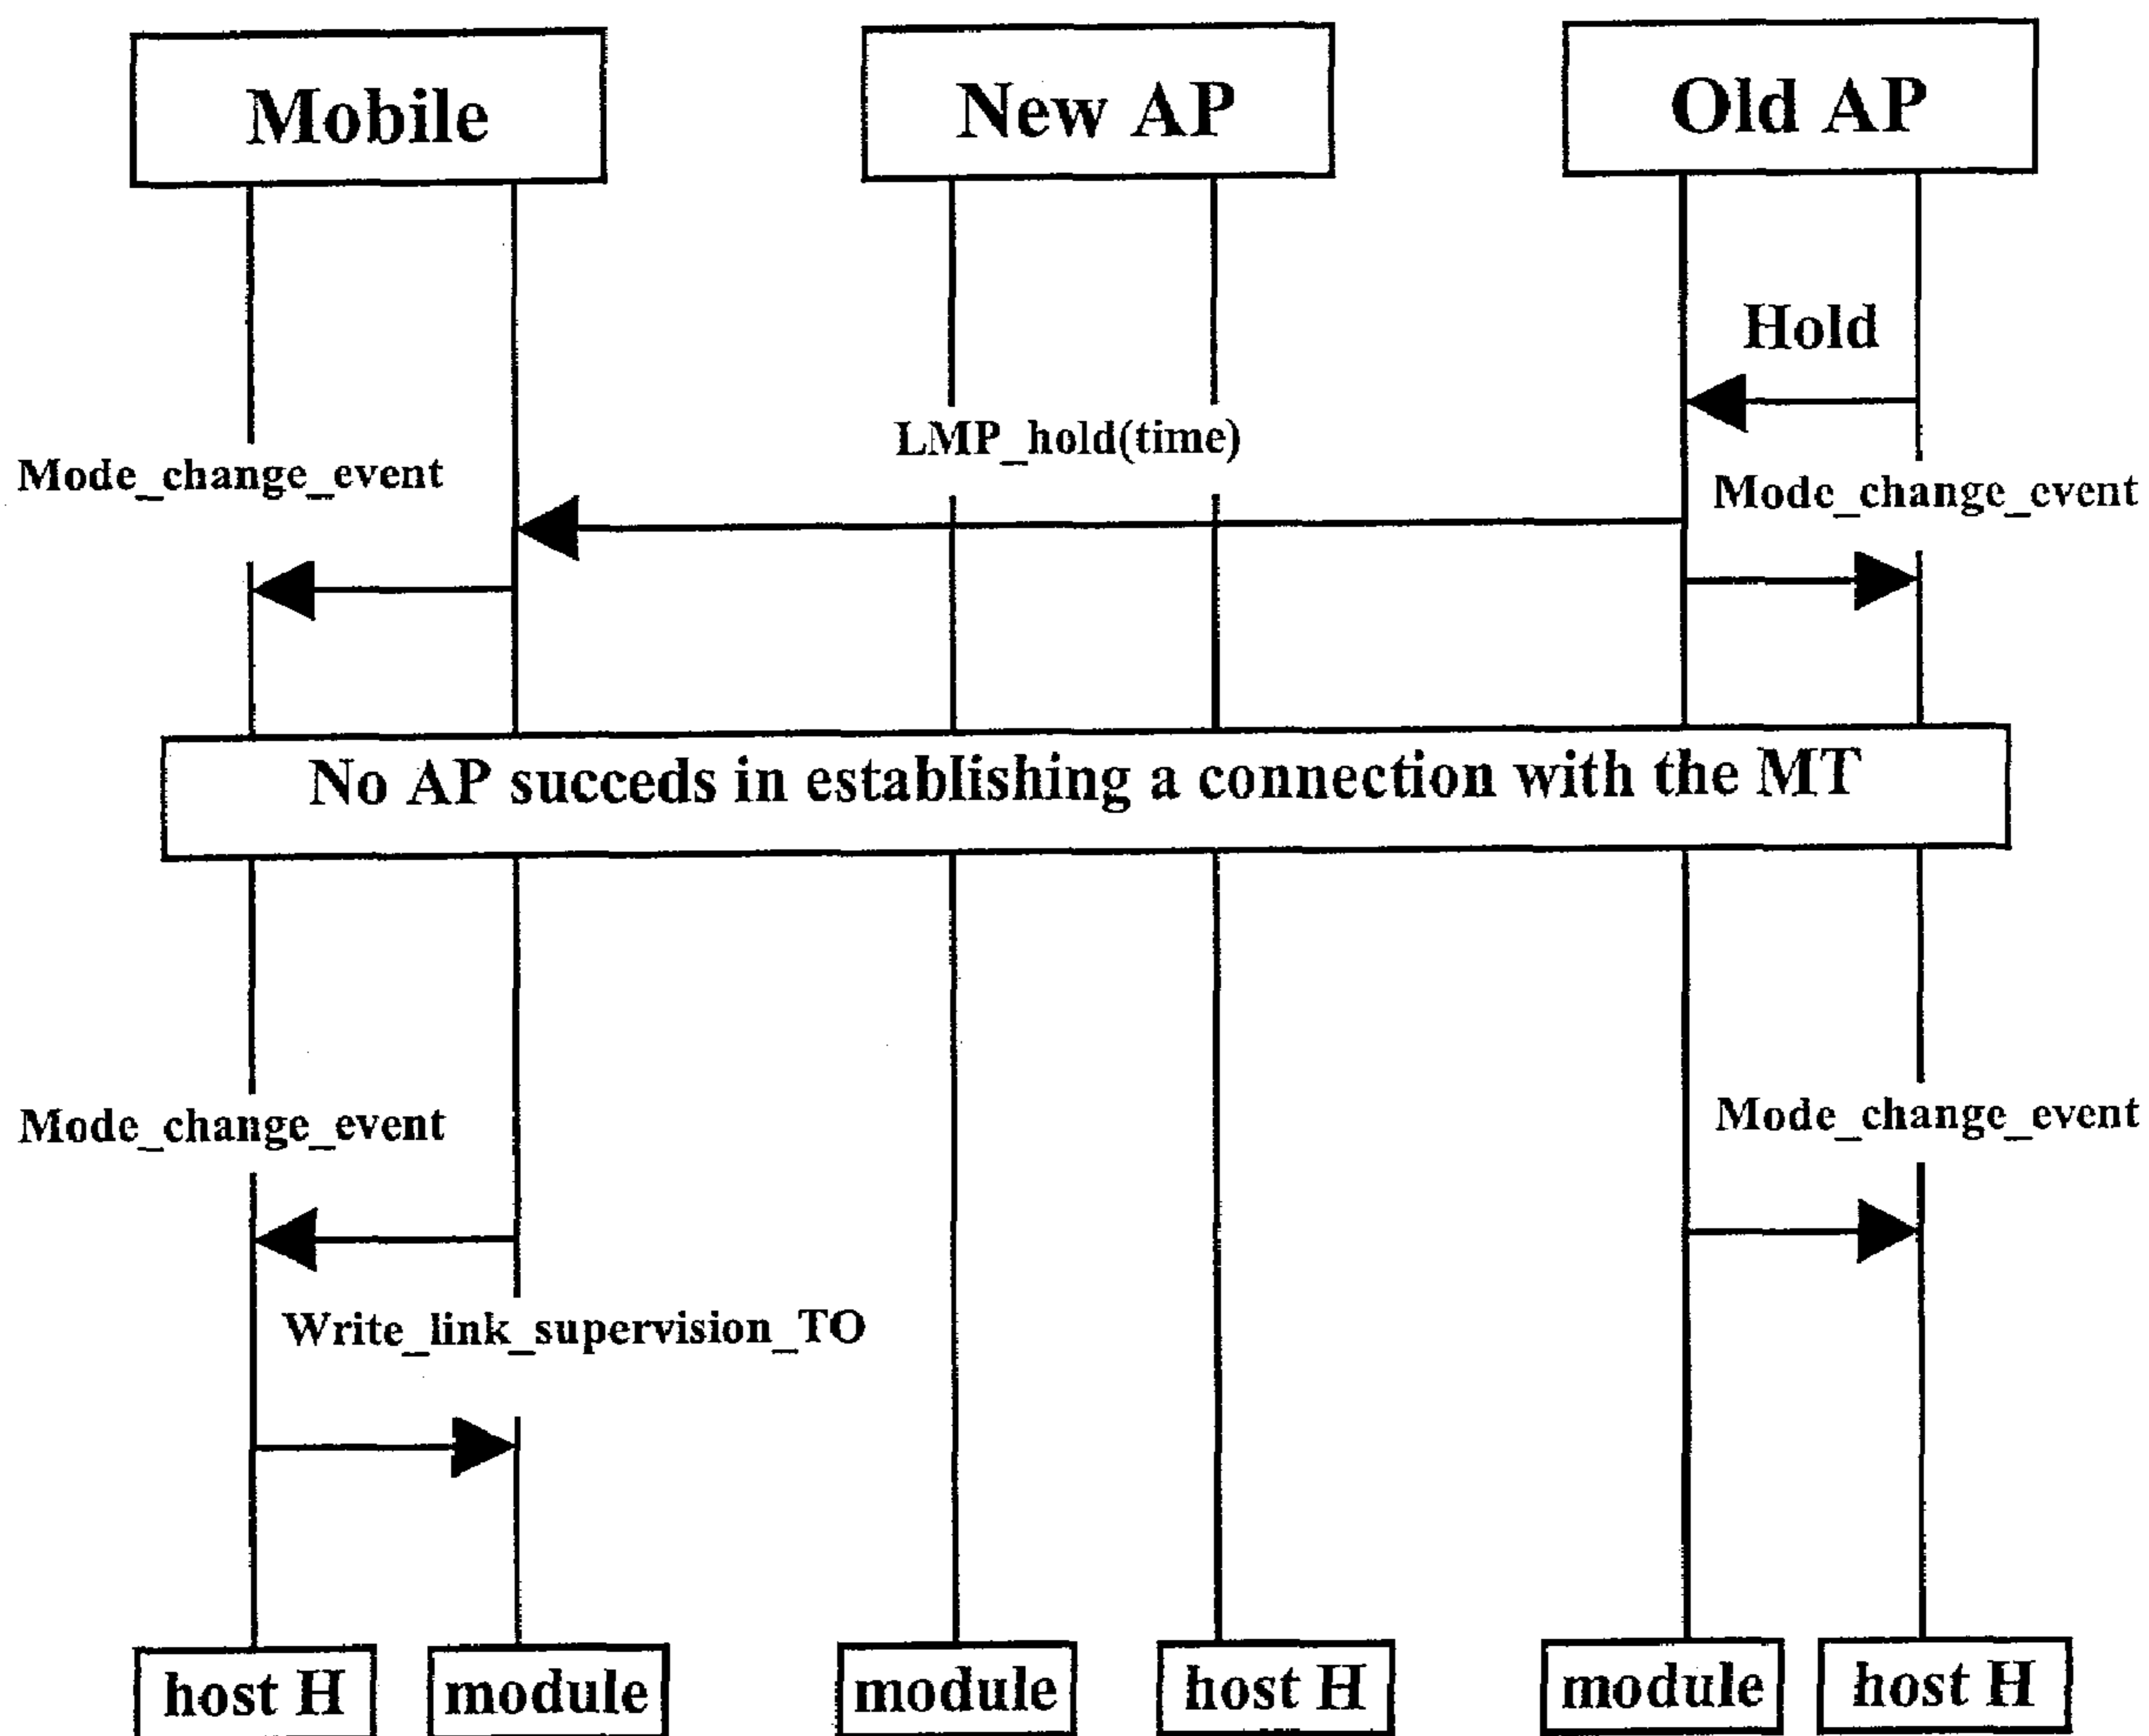 Mobile
New AP
Old AP
Hold
LMP_hold(time)
Mode_change_event
Mode_change_event
No AP succeds in establishing a connection with the MT
Mode_change_event
Mode_change_event
Write_link_supervision_TO
host H
module
module
host H
module
host H